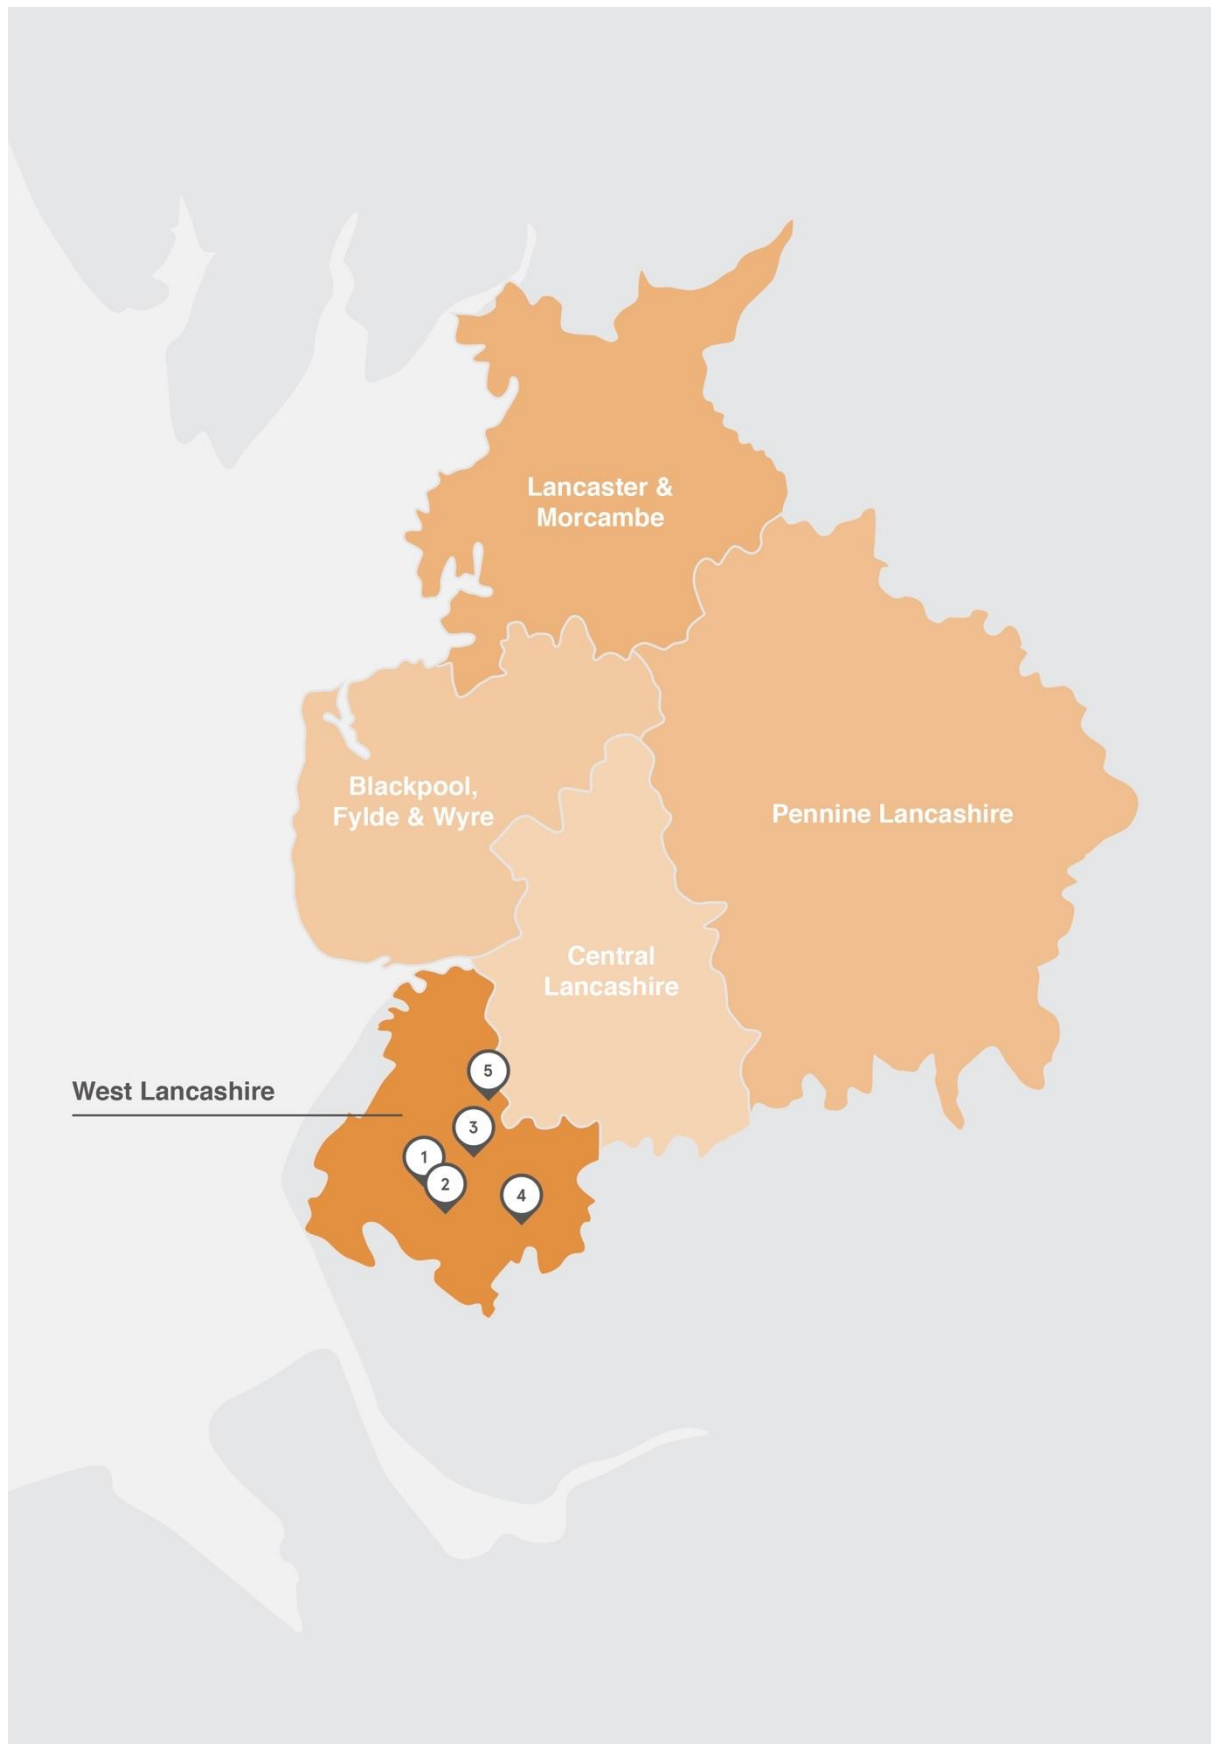 Lancaster &
Morcambe
Blackpool,
Fylde & Wyre
Pennine Lancashire
Central
Lancashire
West Lancashire
5
3
1
2
4